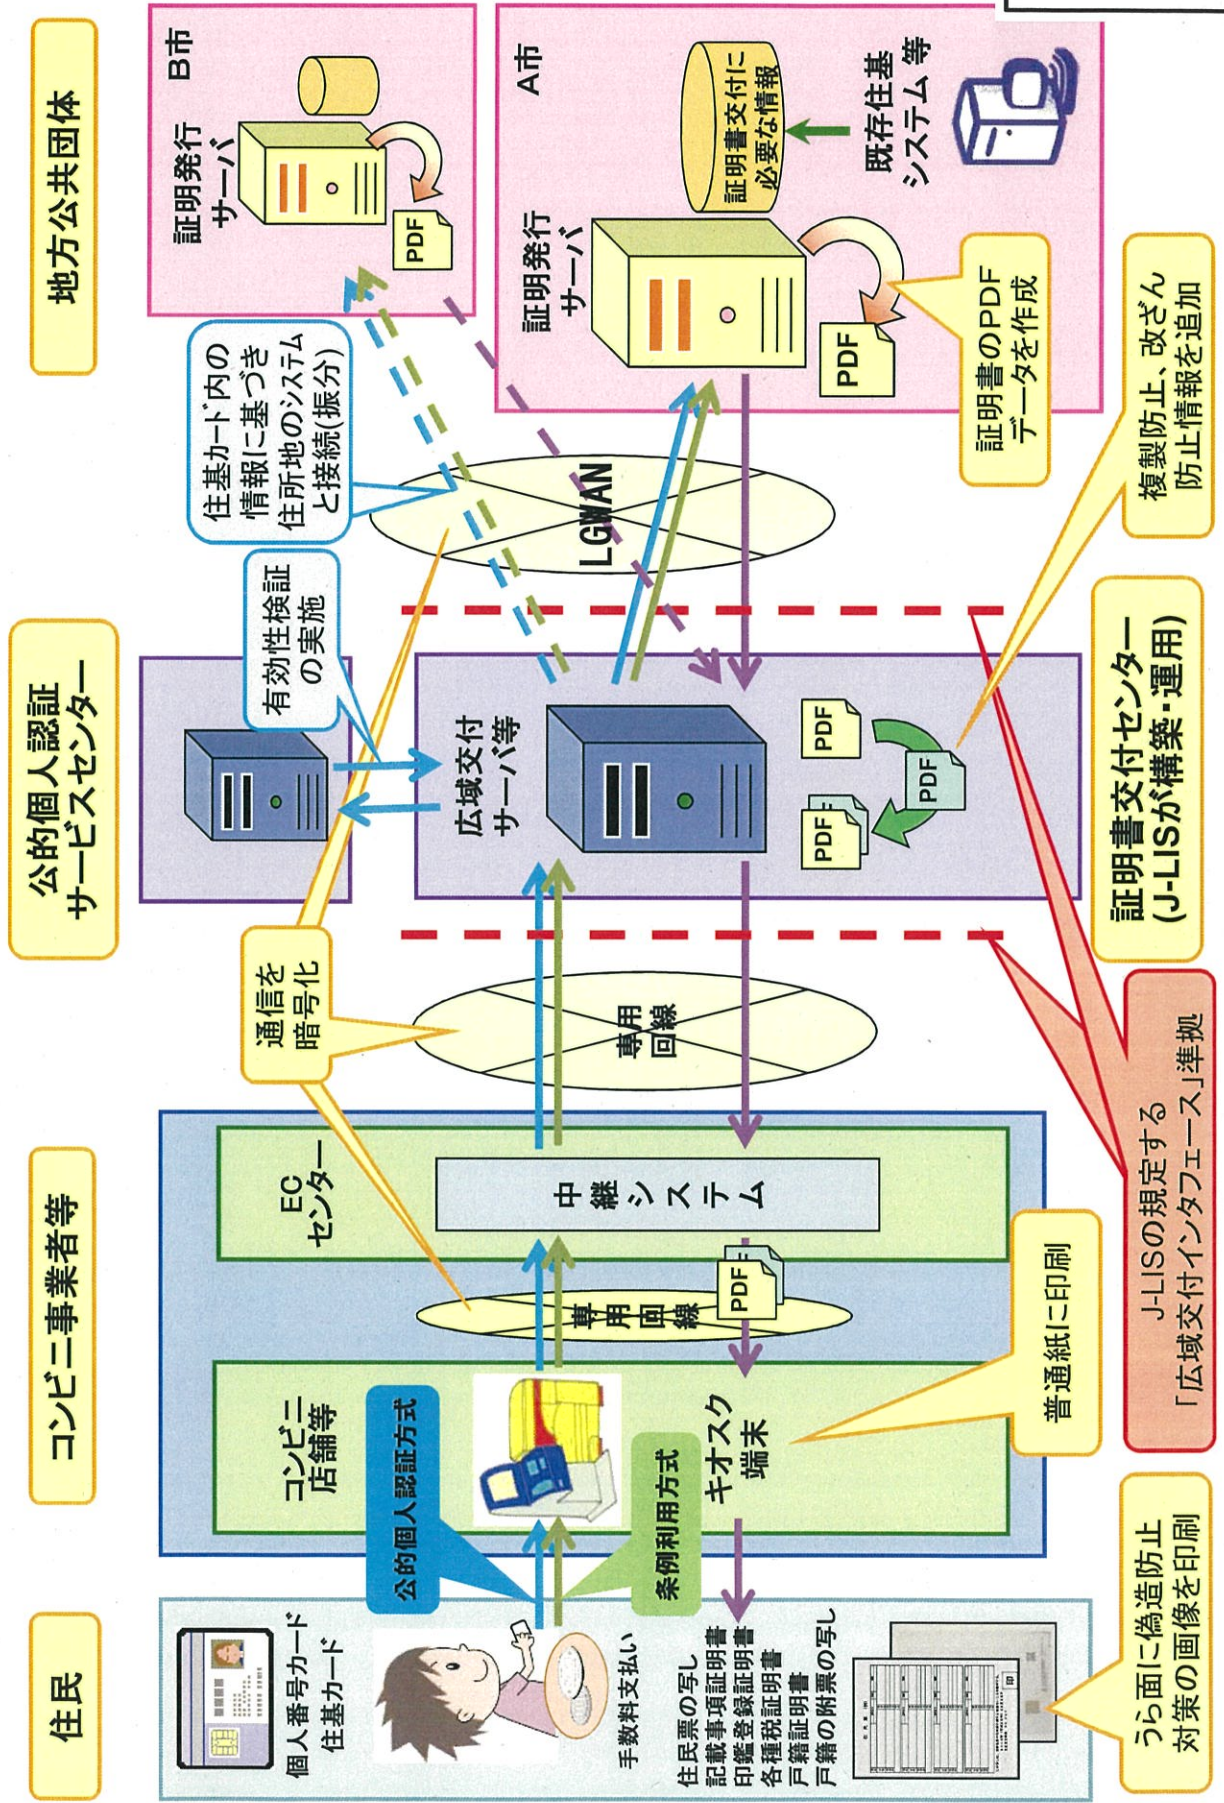 住民
コンビニ事業者等
公的個人認証
サービスセンター
地方公共団体
個人番号カード
住基カード
手数料支払い
住民票の写し
記載事項証明書
印鑑登録証明書
各種税証明書
戸籍証明書
戸籍の附票の写し
うら面に偽造防止
対策の画像を印刷
公的個人認証方式
条例利用方式
コンビニ
店舗等
キオスク
端末
普通紙に印刷
専用
回線
PDF
PDF
EC
センター
中継システム
通信を
暗号化
専用
回線
J-LISの規定する
「広域交付インタフェース」準拠
有効性検証
の実施
広域交付
サーバ等
PDF
PDF
PDF
PDF
証明書交付センター
(J-LISが構築・運用)
複製防止、改ざん
防止情報を追加
住基カード内の
情報に基づき
住所地のシステム
と接続(振分)
LGWAN
B市
証明発行
サーバ
PDF
A市
証明発行
サーバ
PDF
証明書交付に
必要な情報
既存住基
システム等
証明書のPDF
データを作成